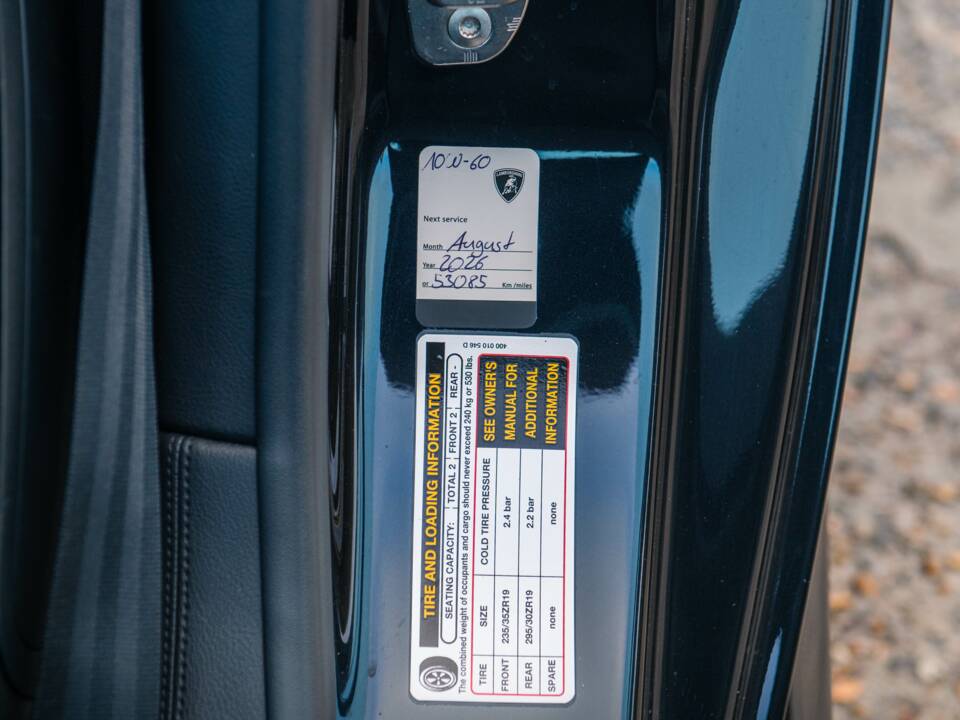 10W-60
LAMBORGHINI
Next service
Month August
Year 2026
or 53085 Km /miles
400 010 546 D
TIRE AND LOADING INFORMATION
SEATING CAPACITY: TOTAL 2 FRONT 2 REAR -
The combined weight of occupants and cargo should never exceed 240 kg or 530 lbs.
TIRE SIZE COLD TIRE PRESSURE SEE OWNER'S
FRONT 235/35ZR19 2.4 bar MANUAL FOR
REAR 295/30ZR19 2.2 bar ADDITIONAL
SPARE none none INFORMATION